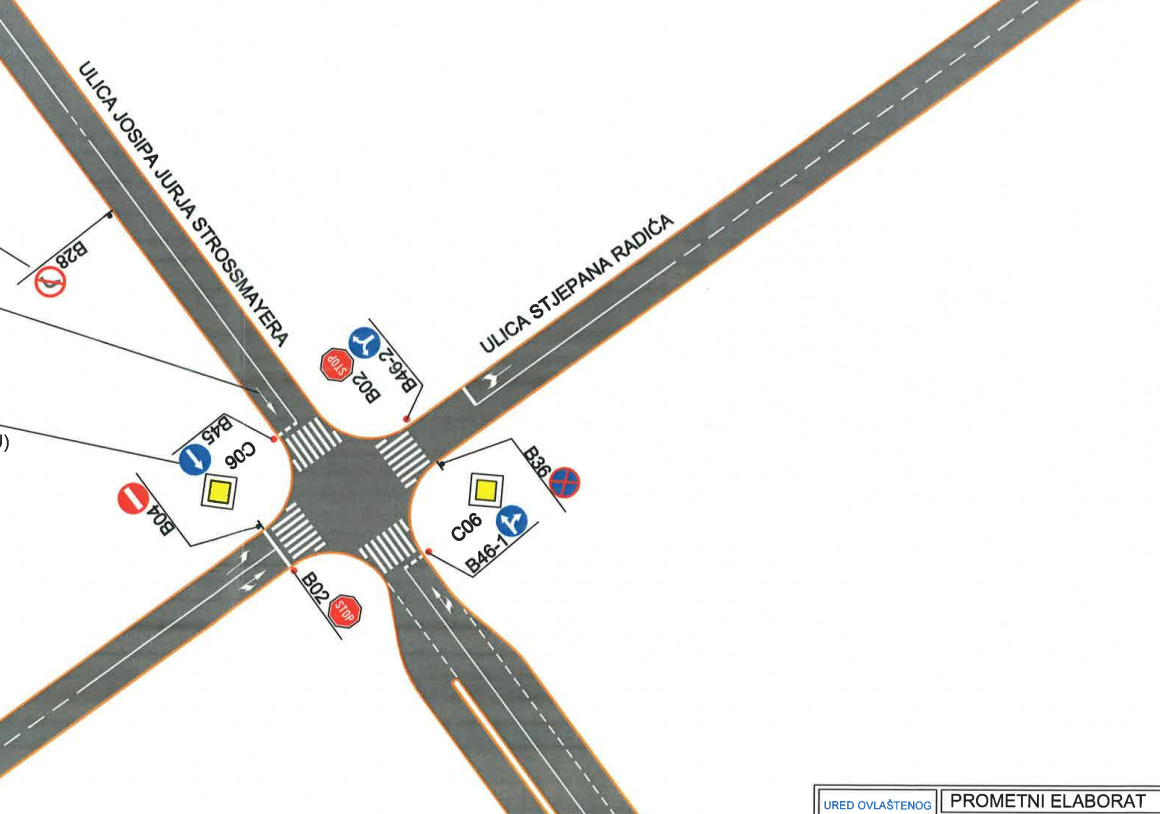 ULICA JOSIPA JURJA STROSSMAYERA
B28
ULICA STJEPANA RADIĆA
B46-2
STOP
B02
B45
C06
B04
B36
C06
B46-1
B02
STOP
URED OVLAŠTENOG
PROMETNI ELABORAT